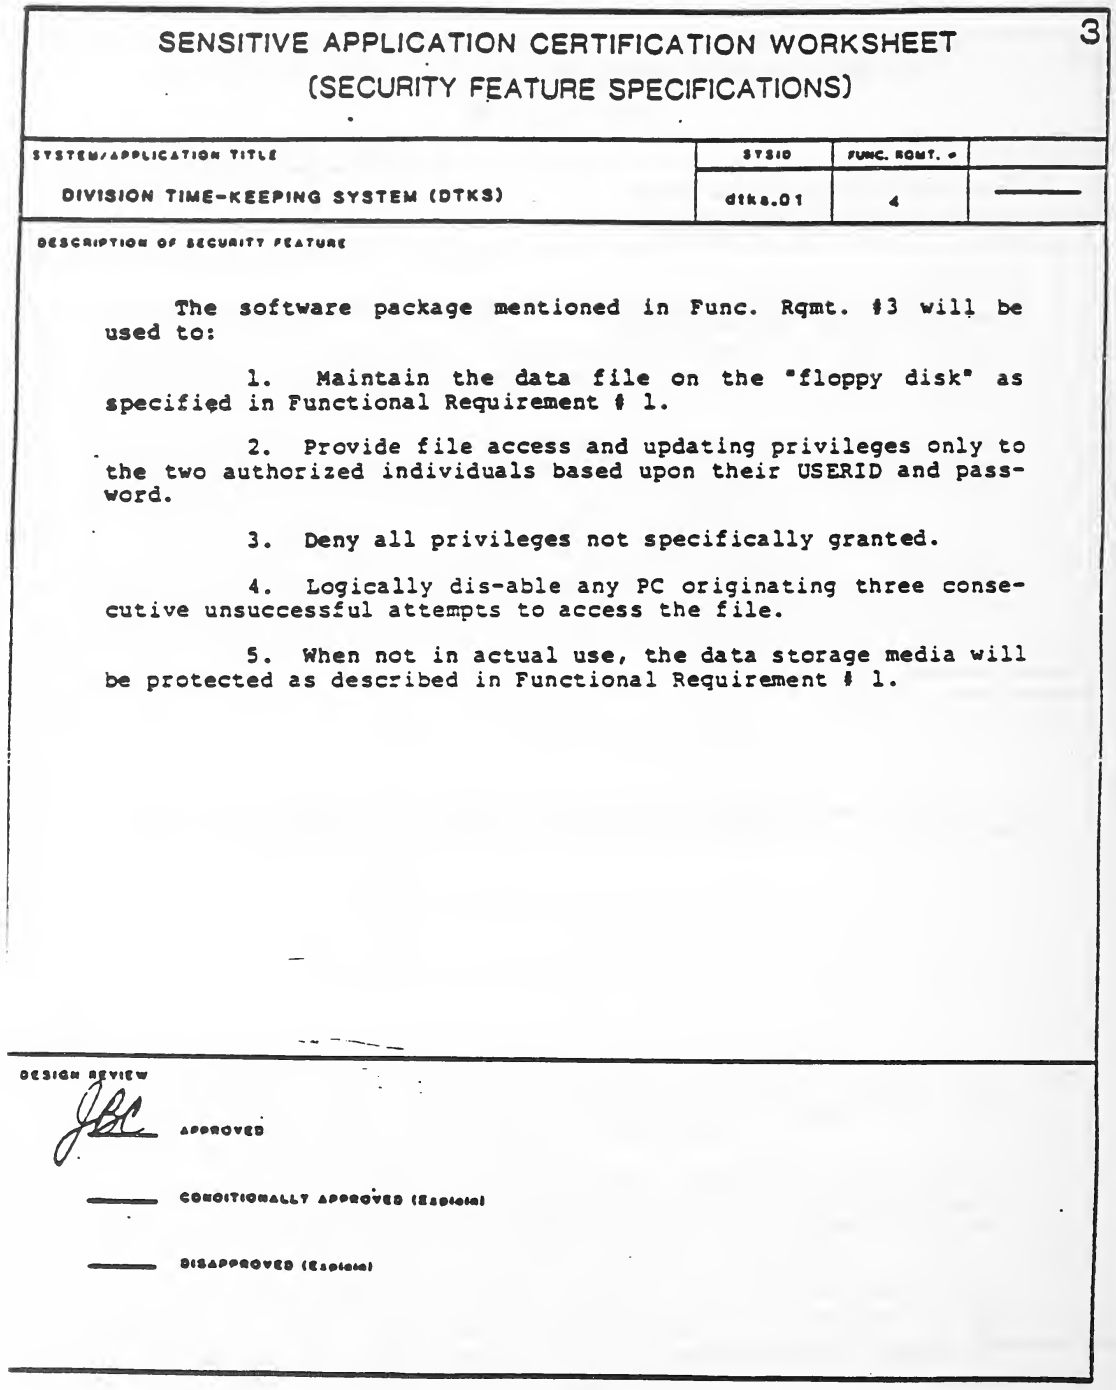 3
SENSITIVE APPLICATION CERTIFICATION WORKSHEET
(SECURITY FEATURE SPECIFICATIONS)
SYSTEM/APPLICATION TITLE
SYSID
FUNC. RQMT. #
DIVISION TIME-KEEPING SYSTEM (DTKS)
dtks.01
4
DESCRIPTION OF SECURITY FEATURE
The software package mentioned in Func. Rqmt. #3 will be
used to:
1. Maintain the data file on the "floppy disk" as
specified in Functional Requirement # 1.
2. Provide file access and updating privileges only to
the two authorized individuals based upon their USERID and pass-
word.
3. Deny all privileges not specifically granted.
4. Logically dis-able any PC originating three conse-
cutive unsuccessful attempts to access the file.
5. When not in actual use, the data storage media will
be protected as described in Functional Requirement # 1.
DESIGN REVIEW
JBC APPROVED
CONDITIONALLY APPROVED (Explain)
DISAPPROVED (Explain)